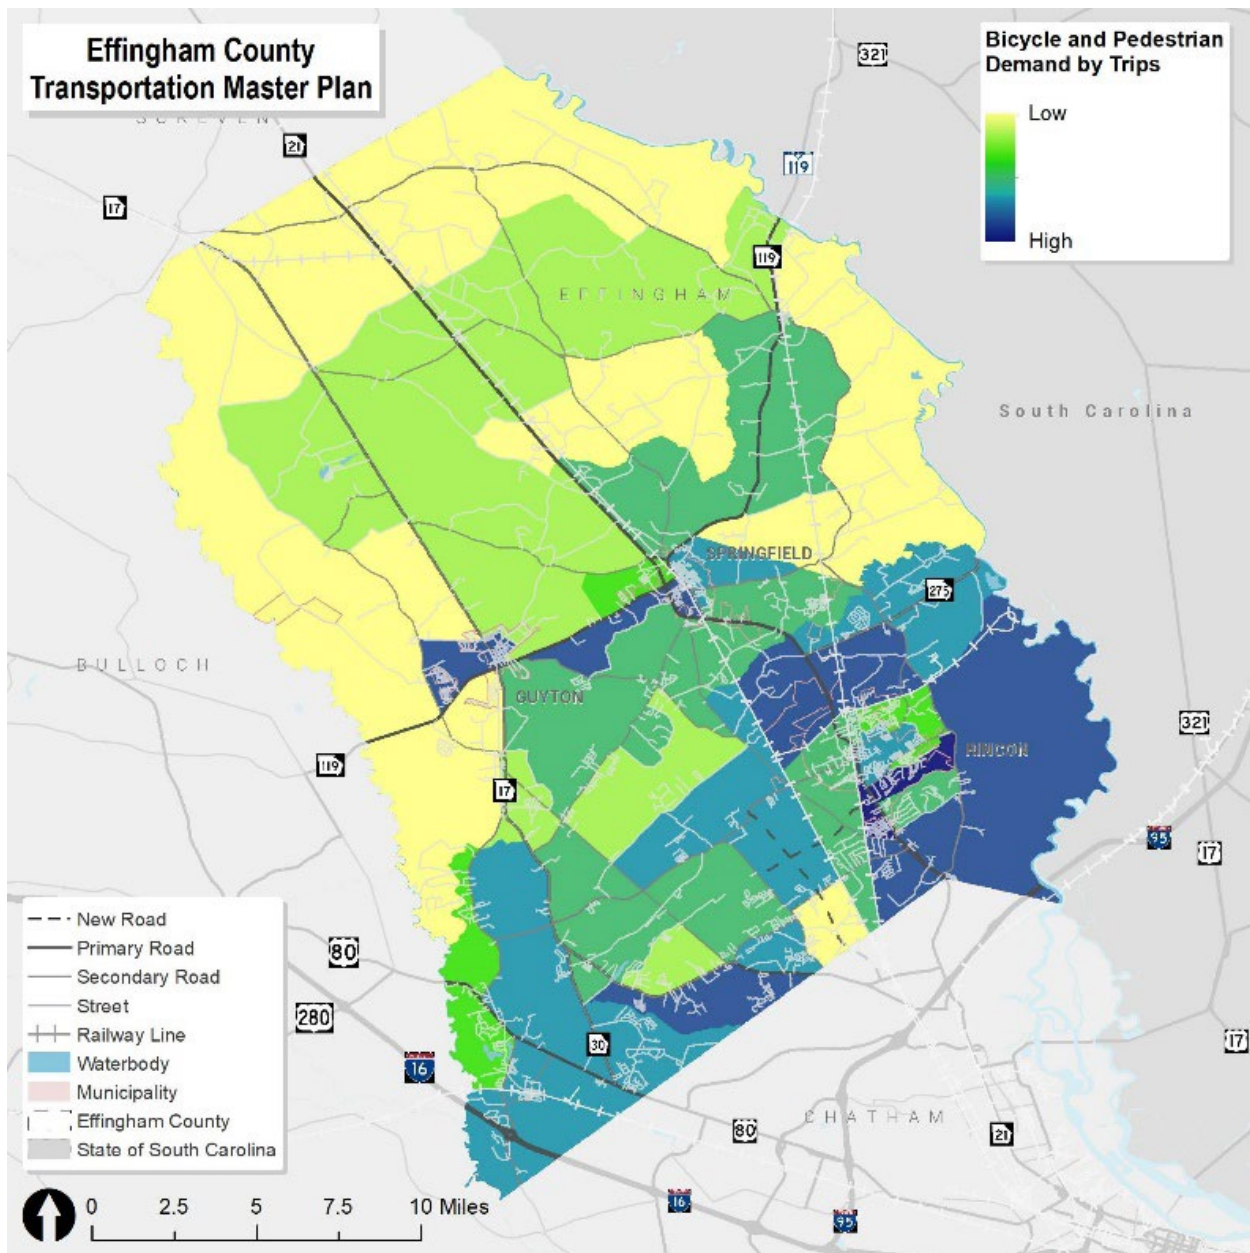 Effingham County
Transportation Master Plan
Bicycle and Pedestrian
Demand by Trips
Low
High
SCREVEN
321
21
119
17
119
EFFINGHAM
South Carolina
SPRINGFIELD
275
BULLOCH
GUYTON
321
RINCON
119
17
95
17
New Road
Primary Road
Secondary Road
Street
Railway Line
Waterbody
Municipality
Effingham County
State of South Carolina
80
280
16
30
17
CHATHAM
80
21
16
95
0 2.5 5 7.5 10 Miles